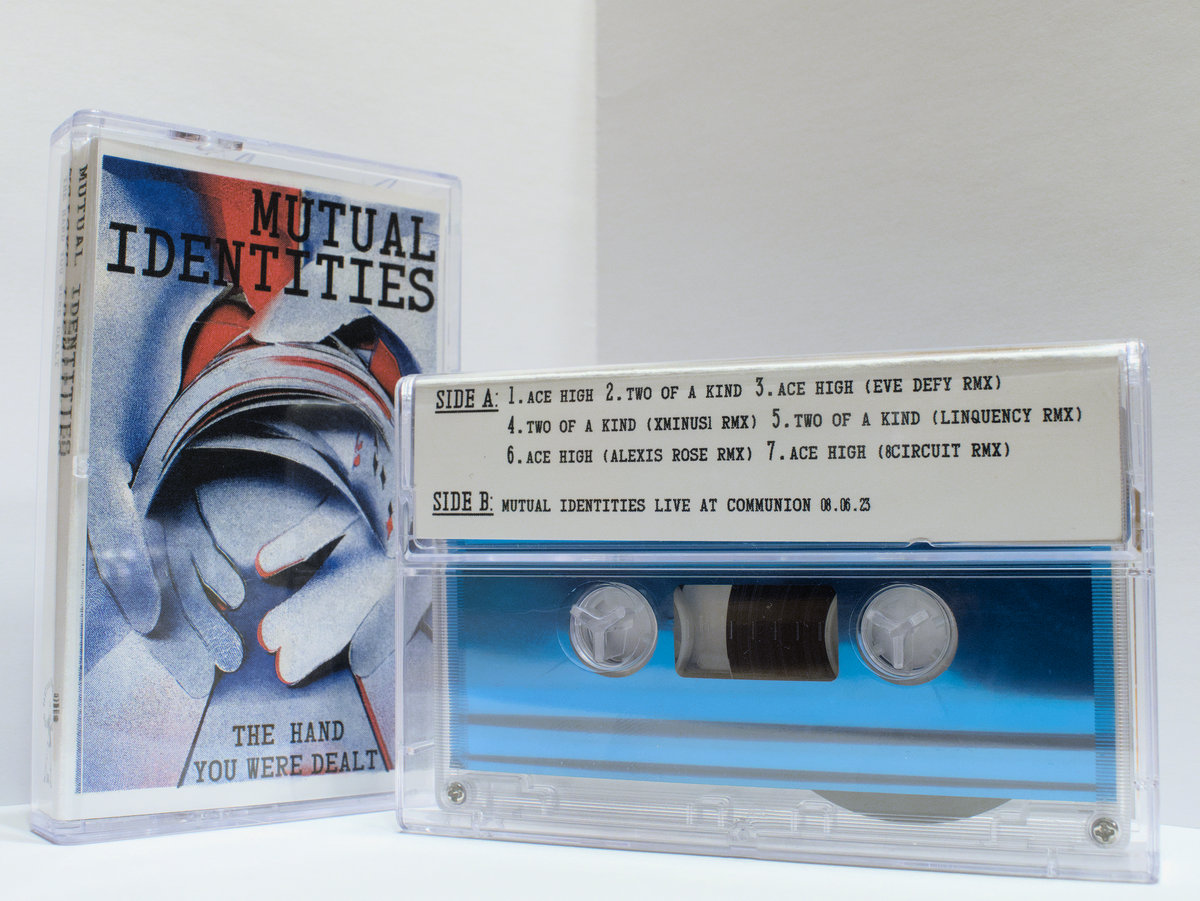 MUTUAL
IDENTITIES
THE HAND
YOU WERE DEALT
MUTUAL IDENTITIES
SIDE A: 1.ACE HIGH 2.TWO OF A KIND 3.ACE HIGH (EVE DEFY RMX)
4.TWO OF A KIND (XMINUS1 RMX) 5.TWO OF A KIND (LINQUENCY RMX)
6.ACE HIGH (ALEXIS ROSE RMX) 7.ACE HIGH (8CIRCUIT RMX)
SIDE B: MUTUAL IDENTITIES LIVE AT COMMUNION 08.06.23